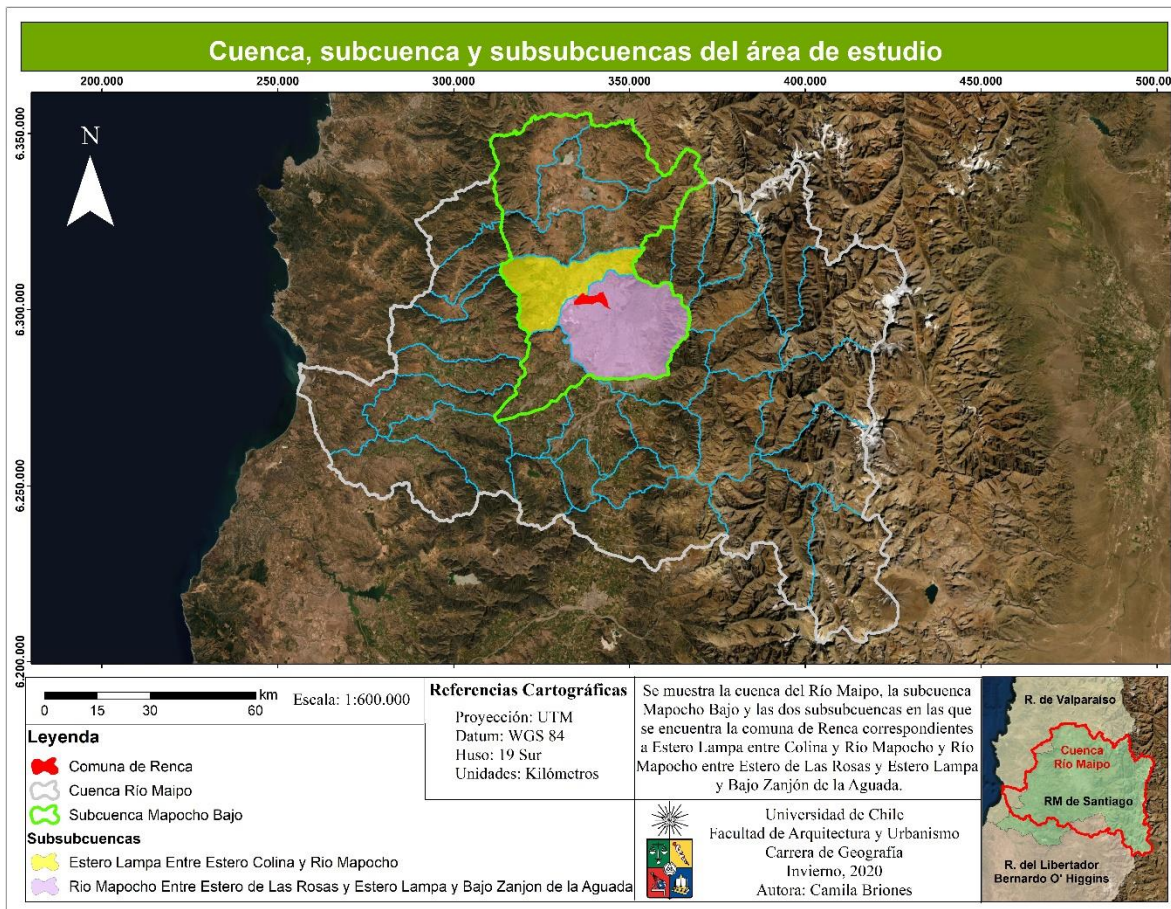 Cuenca, subcuenca y subsubcuencas del área de estudio
200.000
250.000
300.000
350.000
400.000
450.000
500.000
6.350.000
6.300.000
6.250.000
6.200.000
N
km
0 15 30 60
Escala: 1:600.000
Leyenda
Comuna de Renca
Cuenca Río Maipo
Subcuenca Mapocho Bajo
Subsubcuencas
Estero Lampa Entre Estero Colina y Rio Mapocho
Rio Mapocho Entre Estero de Las Rosas y Estero Lampa y Bajo Zanjon de la Aguada
Referencias Cartográficas
Proyección: UTM
Datum: WGS 84
Huso: 19 Sur
Unidades: Kilómetros
Se muestra la cuenca del Río Maipo, la subcuenca
Mapocho Bajo y las dos subsubcuencas en las que
se encuentra la comuna de Renca correspondientes
a Estero Lampa entre Colina y Río Mapocho y Río
Mapocho entre Estero de Las Rosas y Estero Lampa
y Bajo Zanjón de la Aguada.
Universidad de Chile
Facultad de Arquitectura y Urbanismo
Carrera de Geografía
Invierno, 2020
Autora: Camila Briones
R. de Valparaíso
Cuenca
Río Maipo
RM de Santiago
R. del Libertador
Bernardo O' Higgins